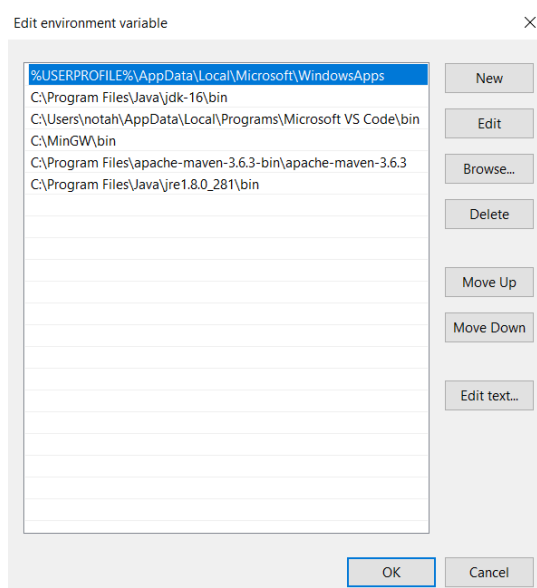 Edit environment variable
%USERPROFILE%\AppData\Local\Microsoft\WindowsApps
C:\Program Files\Java\jdk-16\bin
C:\Users\notah\AppData\Local\Programs\Microsoft VS Code\bin
C:\MinGW\bin
C:\Program Files\apache-maven-3.6.3-bin\apache-maven-3.6.3
C:\Program Files\Java\jre1.8.0_281\bin
New
Edit
Browse...
Delete
Move Up
Move Down
Edit text...
OK
Cancel